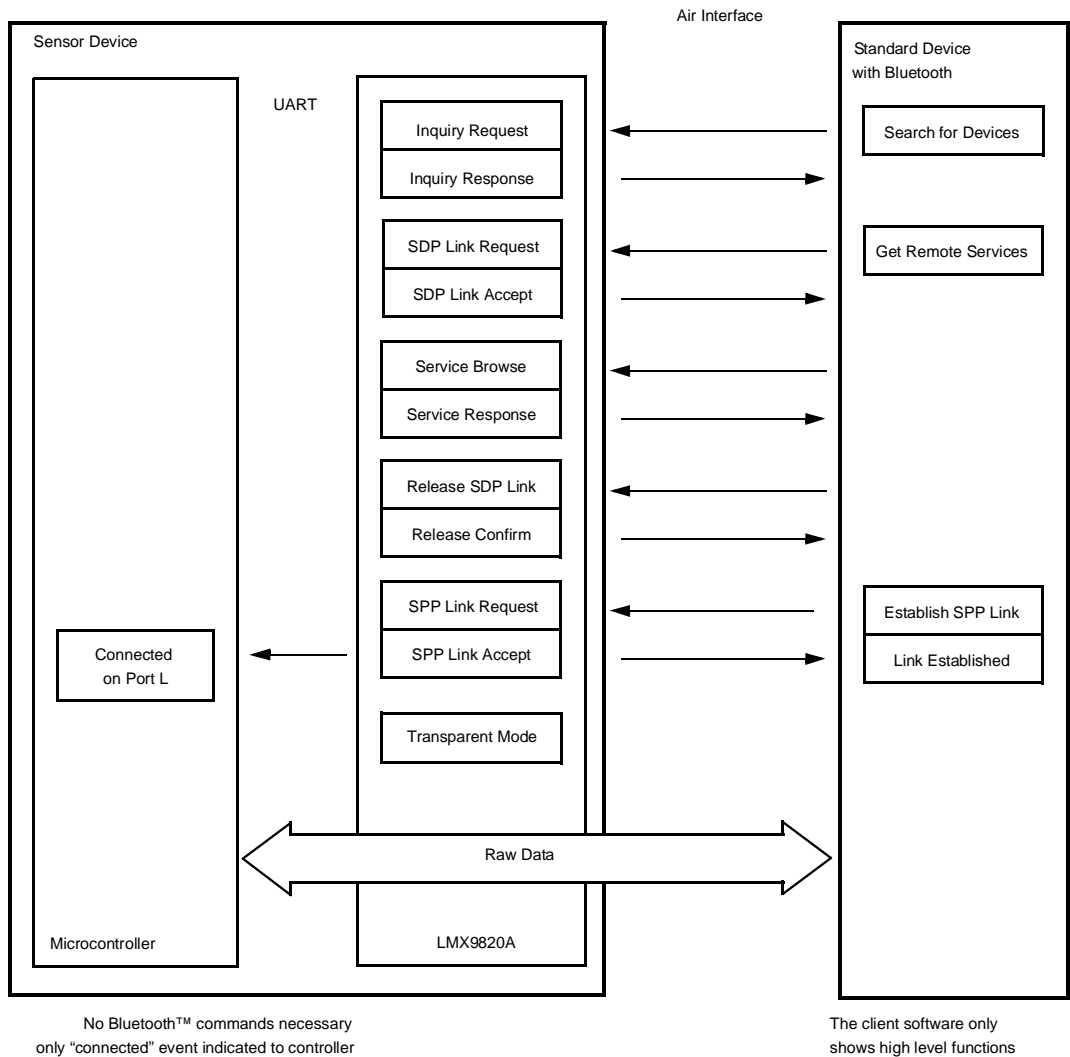 Air Interface
Sensor Device
Standard Device
with Bluetooth
UART
Inquiry Request
Search for Devices
Inquiry Response
SDP Link Request
Get Remote Services
SDP Link Accept
Service Browse
Service Response
Release SDP Link
Release Confirm
SPP Link Request
Establish SPP Link
Connected
on Port L
SPP Link Accept
Link Established
Transparent Mode
Raw Data
Microcontroller
LMX9820A
No Bluetooth™ commands necessary
only “connected” event indicated to controller
The client software only
shows high level functions